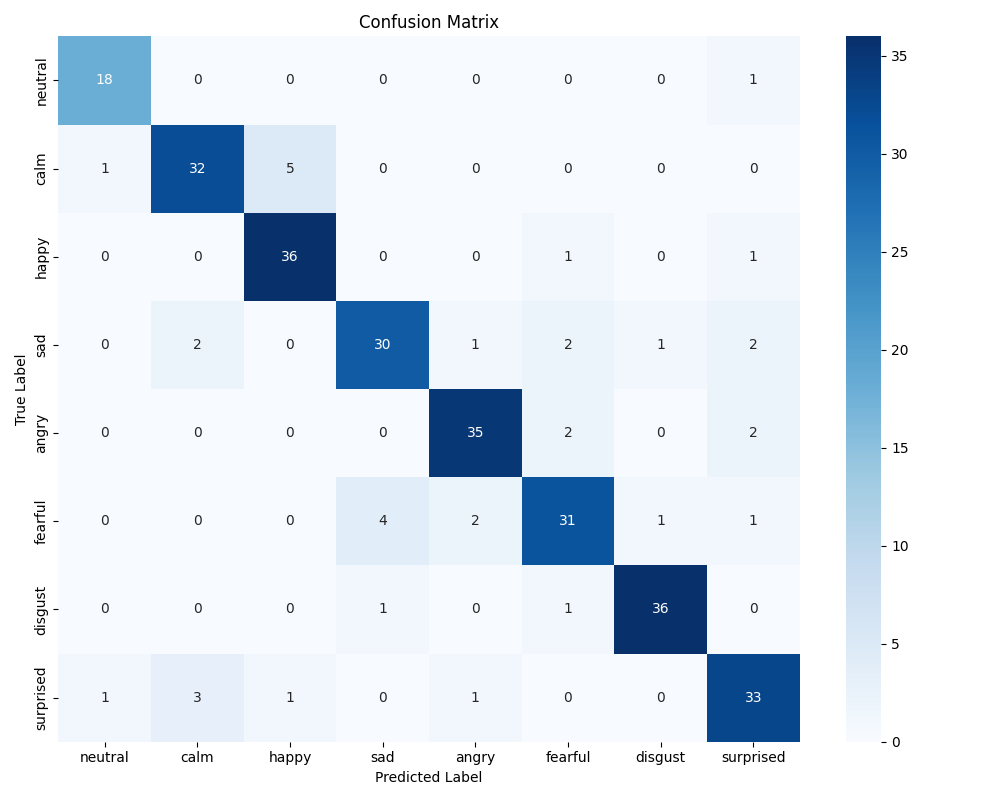 Confusion Matrix
True Label
neutral 18 0 0 0 0 0 0 1
calm 1 32 5 0 0 0 0 0
happy 0 0 36 0 0 1 0 1
sad 0 2 0 30 1 2 1 2
angry 0 0 0 0 35 2 0 2
fearful 0 0 0 4 2 31 1 1
disgust 0 0 0 1 0 1 36 0
surprised 1 3 1 0 1 0 0 33
neutral calm happy sad angry fearful disgust surprised
Predicted Label
35
30
25
20
15
10
5
0